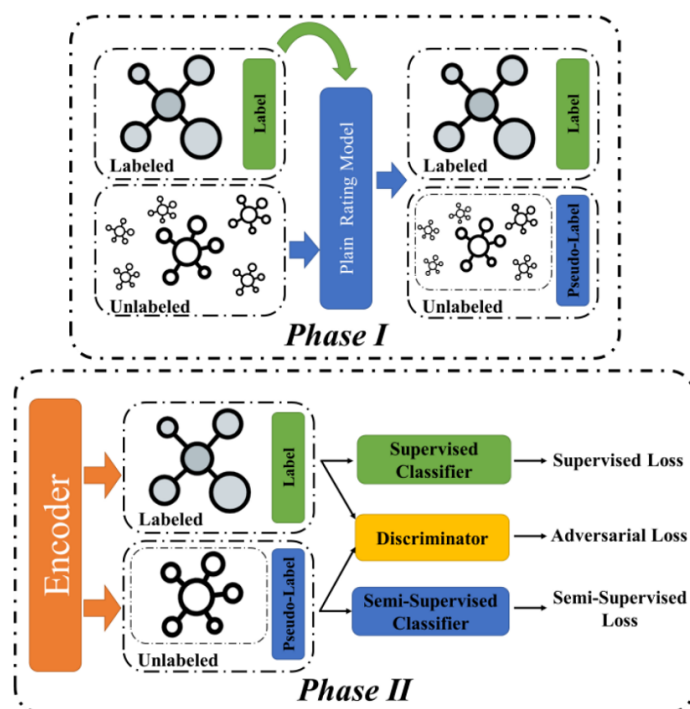 Label
Labeled
Unlabeled
Plain Rating Model
Label
Labeled
Pseudo-Label
Unlabeled
Phase I
Encoder
Label
Labeled
Pseudo-Label
Unlabeled
Supervised
Classifier
Supervised Loss
Discriminator
Adversarial Loss
Semi-Supervised
Classifier
Semi-Supervised
Loss
Phase II